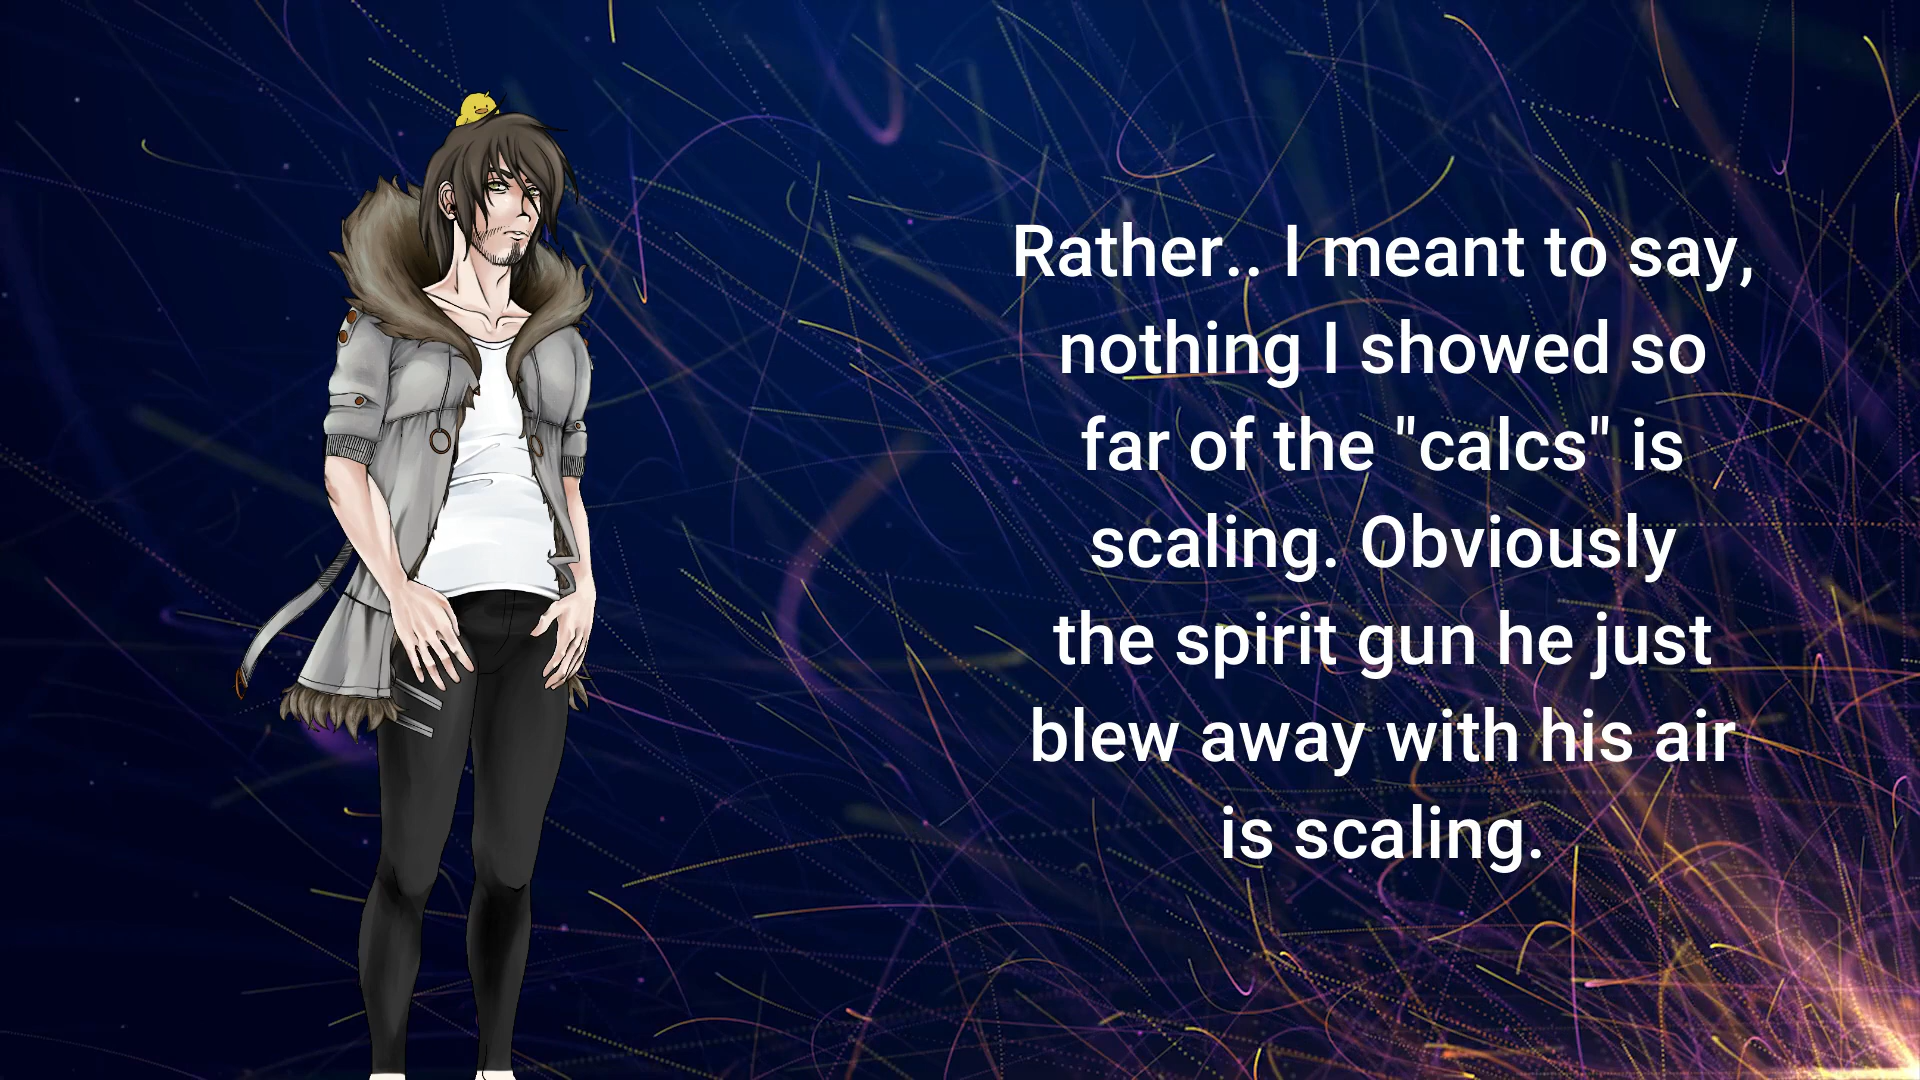 Rather.. I meant to say,
nothing I showed so
far of the "calcs" is
scaling. Obviously
the spirit gun he just
blew away with his air
is scaling.